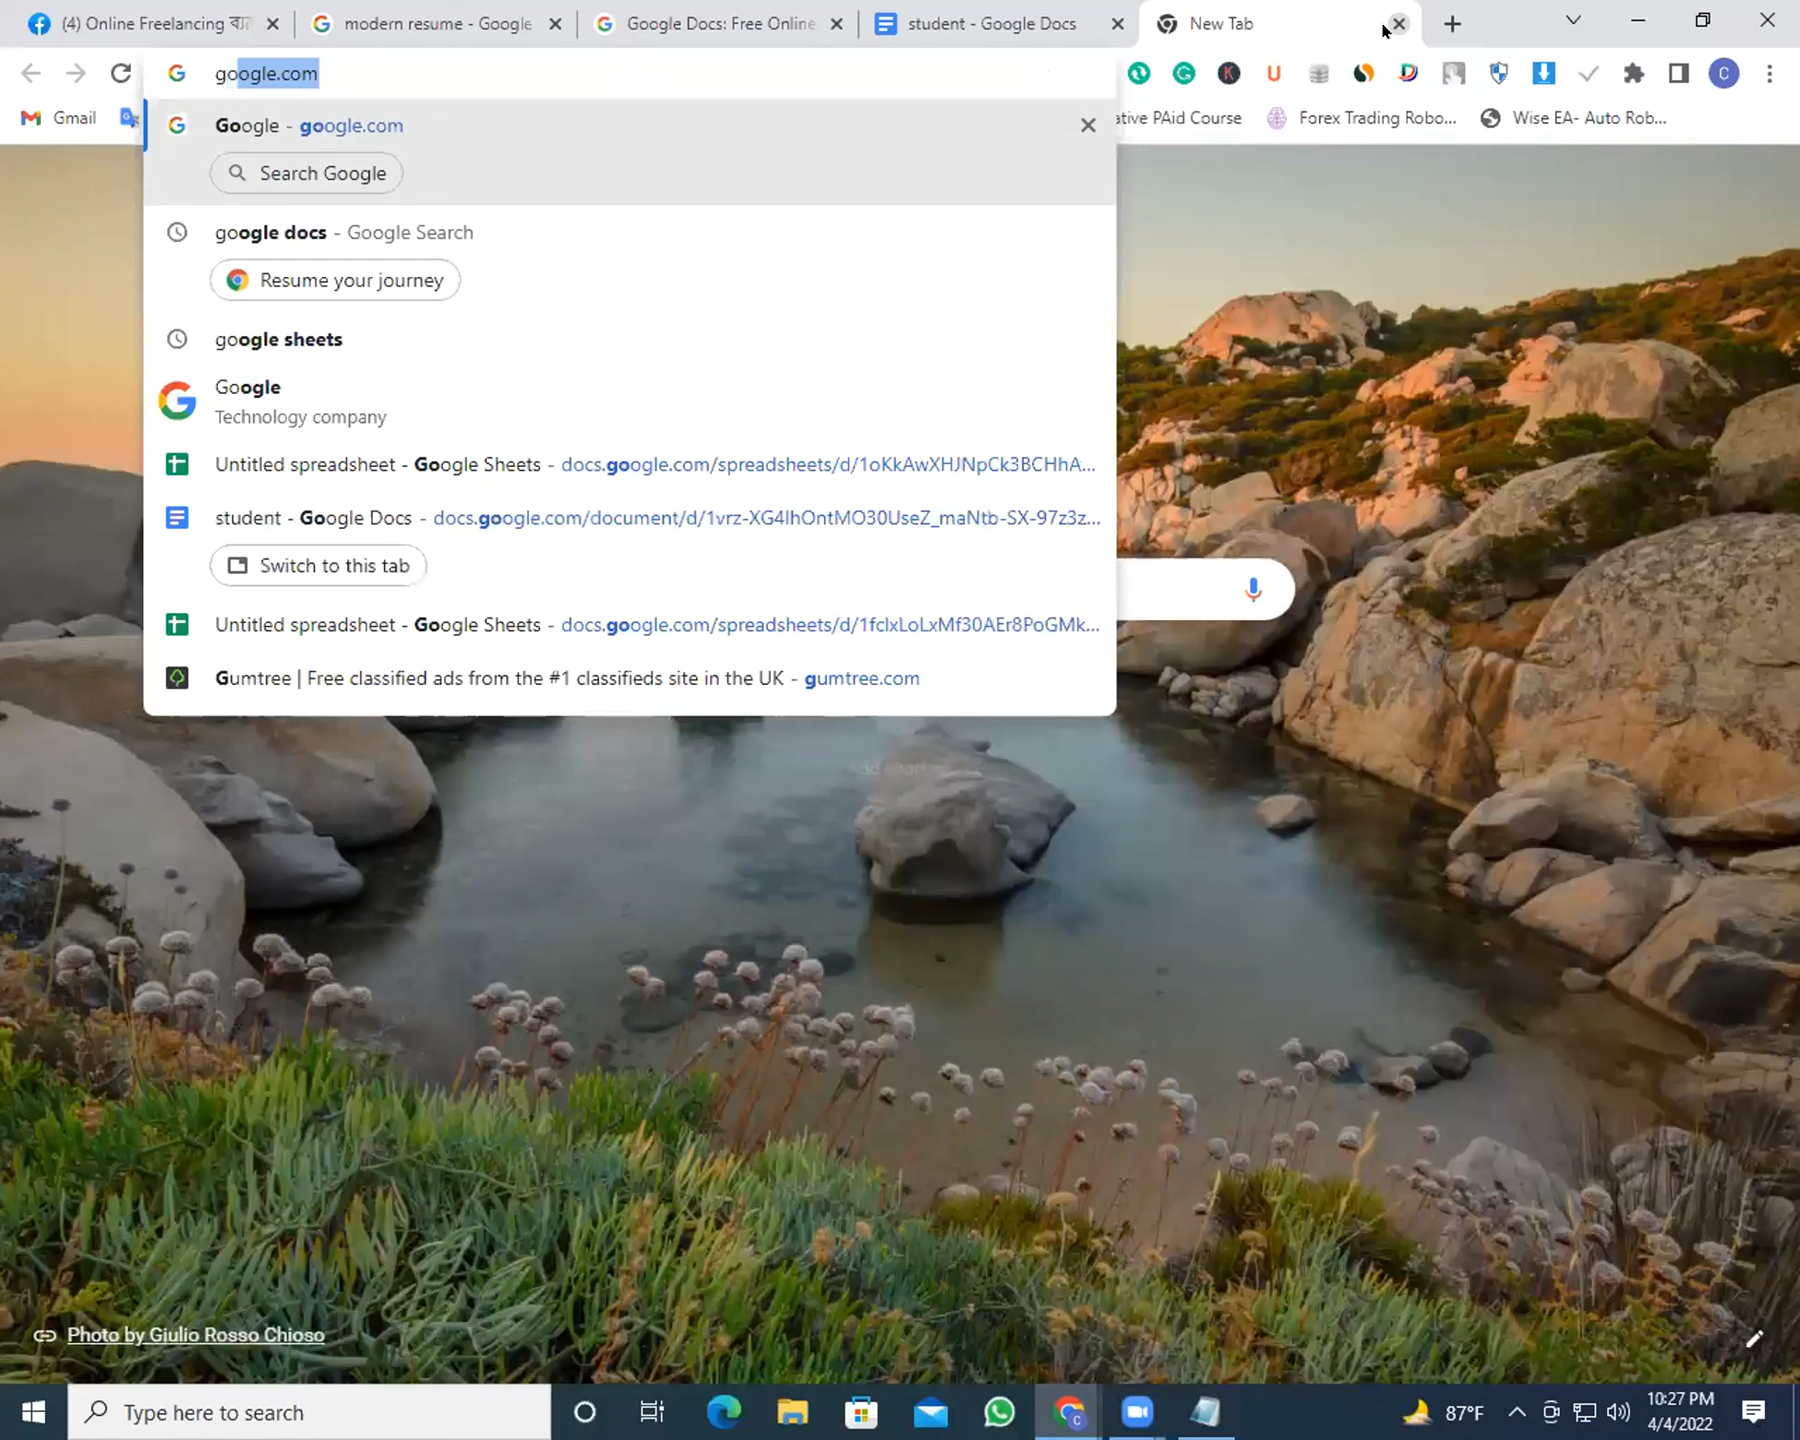 (4) Online Freelancing
modern resume - Google
Google Docs: Free Online
student - Google Docs
New Tab
google.com
Gmail
ative PAid Course
Forex Trading Robo...
Wise EA- Auto Rob...
C
Google - google.com
Search Google
google docs - Google Search
Resume your journey
google sheets
Google
Technology company
Untitled spreadsheet - Google Sheets - docs.google.com/spreadsheets/d/1oKkAwXHJNpCk3BCHhA...
student - Google Docs - docs.google.com/document/d/1vrz-XG4lhOntMO30UseZ_maNtb-SX-97z3z...
Switch to this tab
Untitled spreadsheet - Google Sheets - docs.google.com/spreadsheets/d/1fclxLoLxMf30AEr8PoGMk...
Gumtree | Free classified ads from the #1 classifieds site in the UK - gumtree.com
Photo by Giulio Rosso Chioso
Type here to search
87°F
10:27 PM
4/4/2022